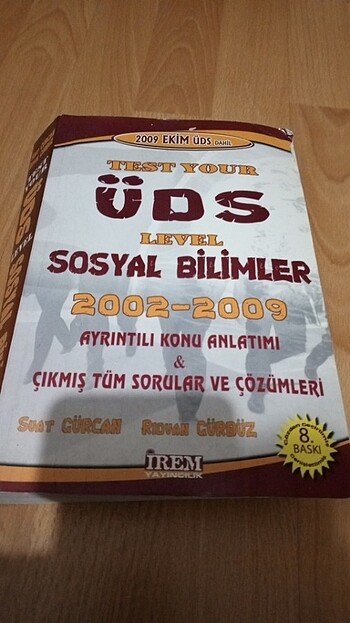 2009 EKİM ÜDS DAHİL
TEST YOUR
ÜDS
LEVEL
SOSYAL BİLİMLER
2002-2009
AYRINTILI KONU ANLATIMI
&
ÇIKMIŞ TÜM SORULAR VE ÇÖZÜMLERİ
SUAT GÜRCAN RIDVAN GÜRBÜZ
8.
BASKI
İREM
YAYINCILIK